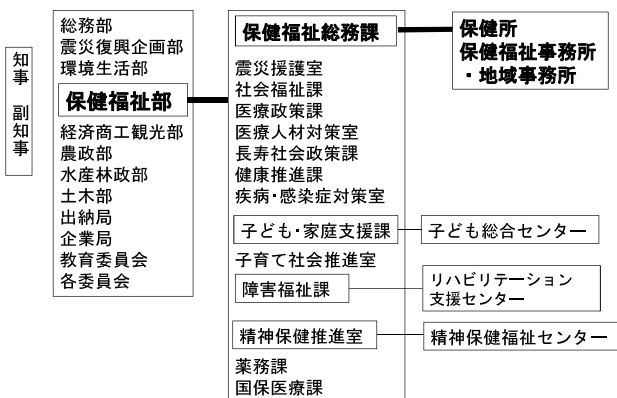 知事　副知事
総務部
震災復興企画部
環境生活部
保健福祉部
経済商工観光部
農政部
水産林政部
土木部
出納局
企業局
教育委員会
各委員会
保健福祉総務課
震災援護室
社会福祉課
医療政策課
医療人材対策室
長寿社会政策課
健康推進課
疾病・感染症対策室
子ども・家庭支援課
子育て社会推進室
障害福祉課
精神保健推進室
薬務課
国保医療課
保健所
保健福祉事務所
・地域事務所
子ども総合センター
リハビリテーション
支援センター
精神保健福祉センター